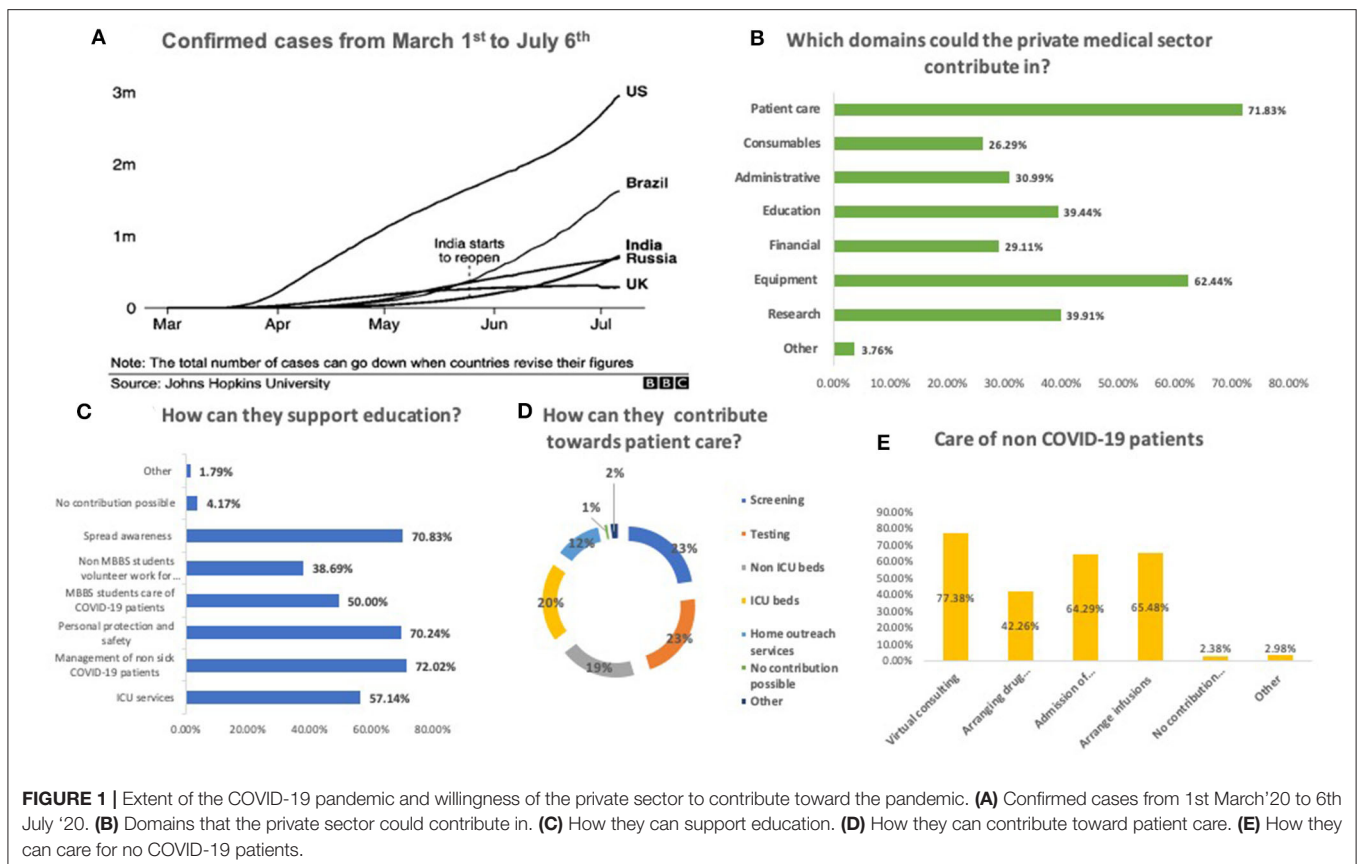 A
Confirmed cases from March 1st to July 6th
3m
2m
1m
0
US
Brazil
India
Russia
UK
India starts
to reopen
Mar
Apr
May
Jun
Jul
Note: The total number of cases can go down when countries revise their figures
Source: Johns Hopkins University
BBC
B
Which domains could the private medical sector
contribute in?
Patient care
71.83%
Consumables
26.29%
Administrative
30.99%
Education
39.44%
Financial
29.11%
Equipment
62.44%
Research
39.91%
Other
3.76%
0.00% 10.00% 20.00% 30.00% 40.00% 50.00% 60.00% 70.00% 80.00%
C
How can they support education?
Other
1.79%
No contribution possible
4.17%
Spread awareness
70.83%
Non MBBS students
volunteer work for...
38.69%
MBBS students care of
COVID-19 patients
50.00%
Personal protection and
safety
70.24%
Management of non sick
COVID-19 patients
72.02%
ICU services
57.14%
0.00% 20.00% 40.00% 60.00% 80.00%
D
How can they contribute
towards patient care?
2%
1%
12%
23%
20%
23%
19%
Screening
Testing
Non ICU beds
ICU beds
Home outreach
services
No contribution
possible
Other
E
Care of non COVID-19 patients
90.00%
80.00%
70.00%
60.00%
50.00%
40.00%
30.00%
20.00%
10.00%
0.00%
77.38%
42.26%
64.29%
65.48%
2.38%
2.98%
Virtual consulting
Arranging drug...
Admission of...
Arrange infusions
No contribution...
Other
FIGURE 1 | Extent of the COVID-19 pandemic and willingness of the private sector to contribute toward the pandemic. (A) Confirmed cases from 1st March'20 to 6th
July '20. (B) Domains that the private sector could contribute in. (C) How they can support education. (D) How they can contribute toward patient care. (E) How they
can care for no COVID-19 patients.